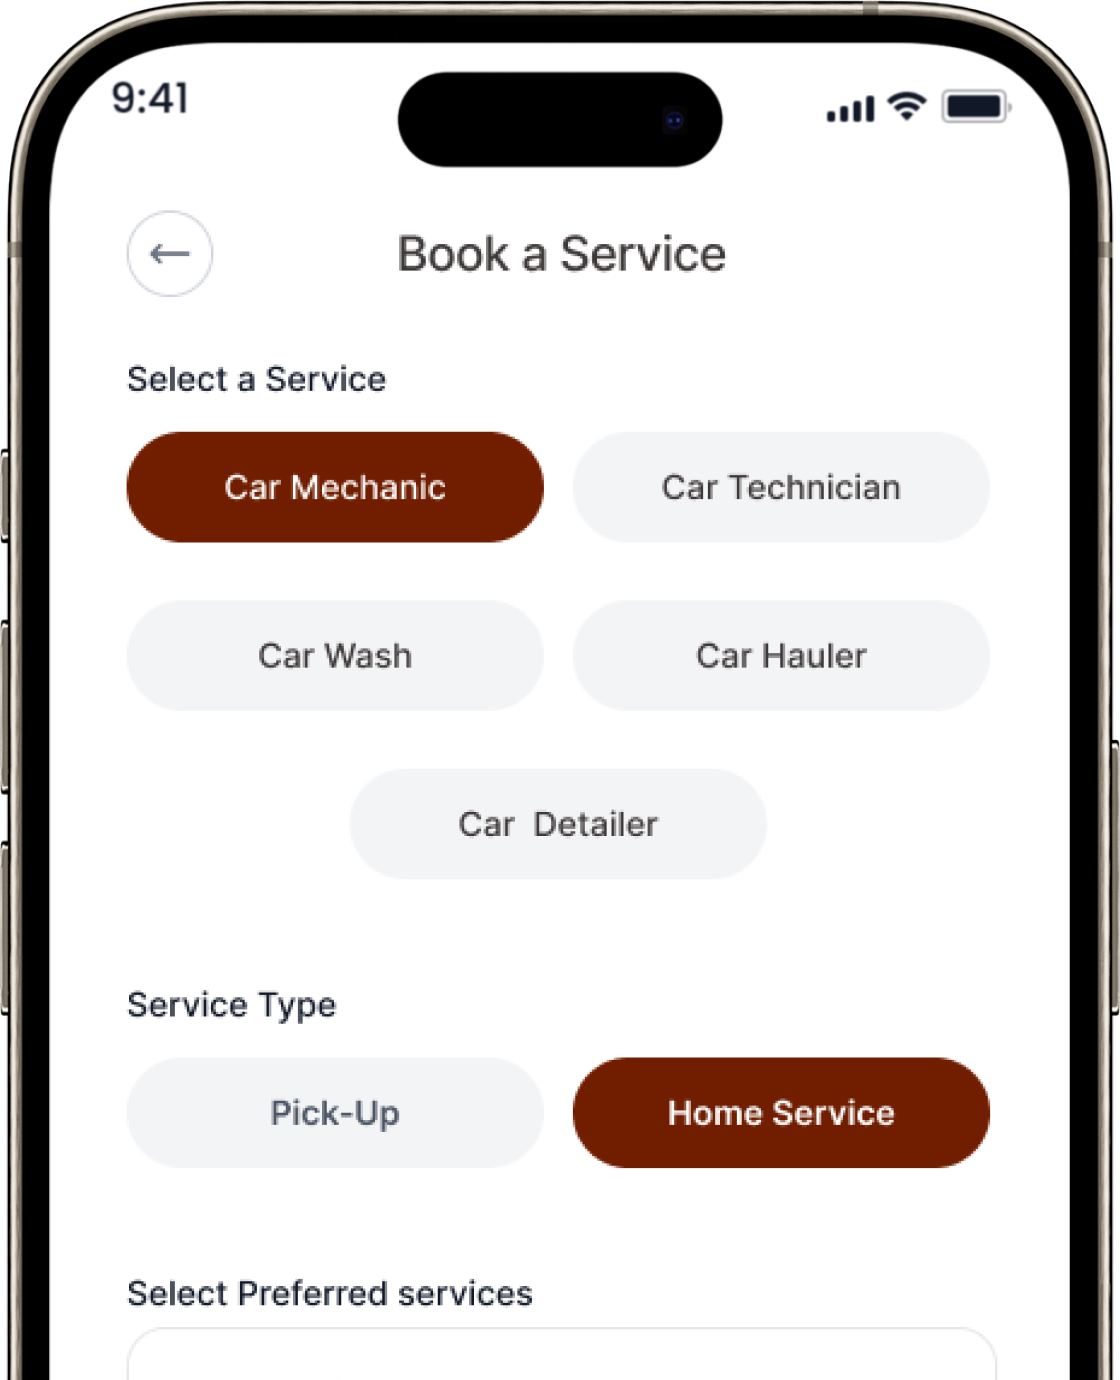 9:41
Book a Service
Select a Service
Car Mechanic
Car Technician
Car Wash
Car Hauler
Car  Detailer
Service Type
Pick-Up
Home Service
Select Preferred services